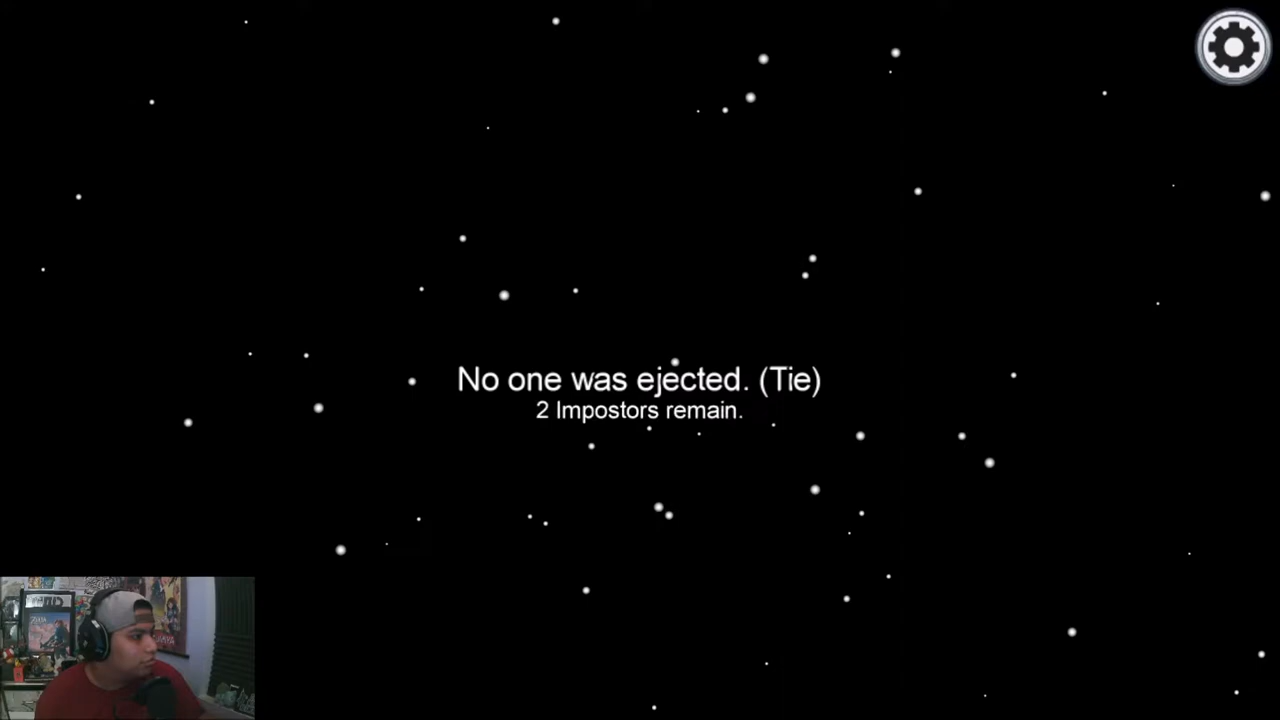 No one was ejected. (Tie)
2 Impostors remain.